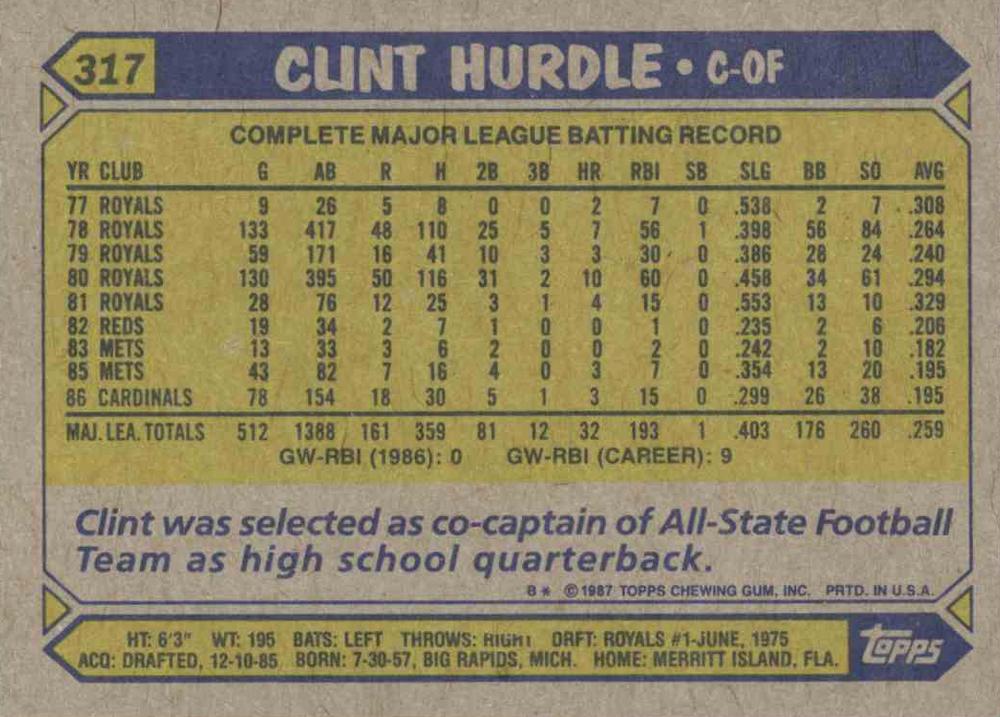 317 CLINT HURDLE • C-OF
COMPLETE MAJOR LEAGUE BATTING RECORD
YR CLUB G AB R H 2B 3B HR RBI SB SLG BB SO AVG
77 ROYALS 9 26 5 8 0 0 2 7 0 .538 2 7 .308
78 ROYALS 133 417 48 110 25 5 7 56 1 .398 56 84 .264
79 ROYALS 59 171 16 41 10 3 3 30 0 .386 28 24 .240
80 ROYALS 130 395 50 116 31 2 10 60 0 .458 34 61 .294
81 ROYALS 28 76 12 25 3 1 4 15 0 .553 13 10 .329
82 REDS 19 34 2 7 1 0 0 1 0 .235 2 6 .206
83 METS 13 33 3 6 2 0 0 2 0 .242 2 10 .182
85 METS 43 82 7 16 4 0 3 7 0 .354 13 20 .195
86 CARDINALS 78 154 18 30 5 1 3 15 0 .299 26 38 .195
MAJ. LEA. TOTALS 512 1388 161 359 81 12 32 193 1 .403 176 260 .259
GW-RBI (1986): 0 GW-RBI (CAREER): 9
Clint was selected as co-captain of All-State Football
Team as high school quarterback.
B * © 1987 TOPPS CHEWING GUM, INC. PRTD. IN U.S.A.
HT: 6'3" WT: 195 BATS: LEFT THROWS: RIGHT DRFT: ROYALS #1-JUNE, 1975
ACQ: DRAFTED, 12-10-85 BORN: 7-30-57, BIG RAPIDS, MICH. HOME: MERRITT ISLAND, FLA.
Topps